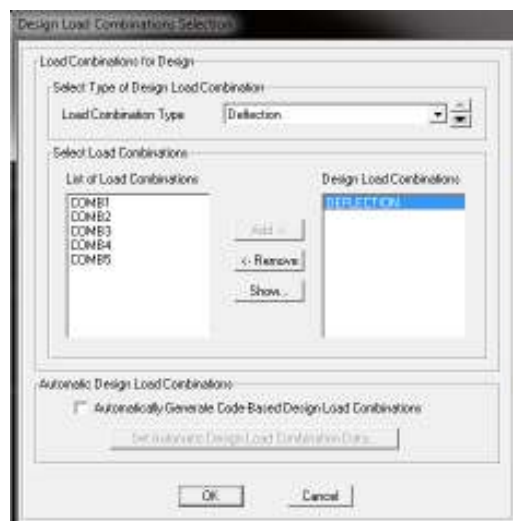 Design Load Combinations Selection
Load Combinations for Design
Select Type of Design Load Combination
Load Combination Type
Deflection
Select Load Combinations
List of Load Combinations
Design Load Combinations
COMB1
COMB2
COMB3
COMB4
COMB5
DEFLECTION
Add ->
<- Remove
Show...
Automatic Design Load Combinations
Automatically Generate Code-Based Design Load Combinations
Set Automatic Design Load Combination Data...
OK
Cancel